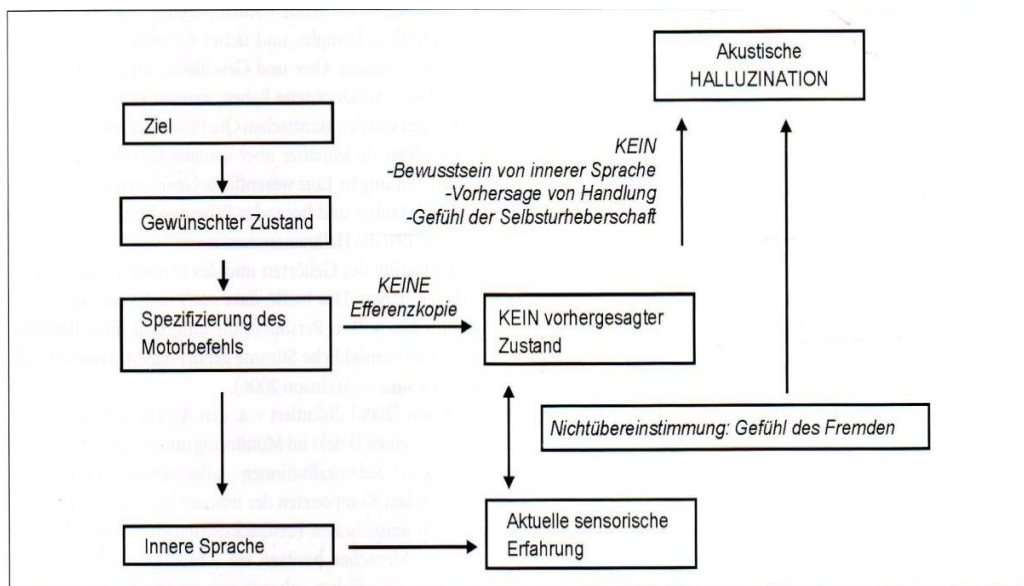 Akustische
HALLUZINATION
Ziel
KEIN
-Bewusstsein von innerer Sprache
-Vorhersage von Handlung
-Gefühl der Selbsturheberschaft
Gewünschter Zustand
KEINE
Efferenzkopie
Spezifizierung des
Motorbefehls
KEIN vorhergesagter
Zustand
Nichtübereinstimmung: Gefühl des Fremden
Innere Sprache
Aktuelle sensorische
Erfahrung